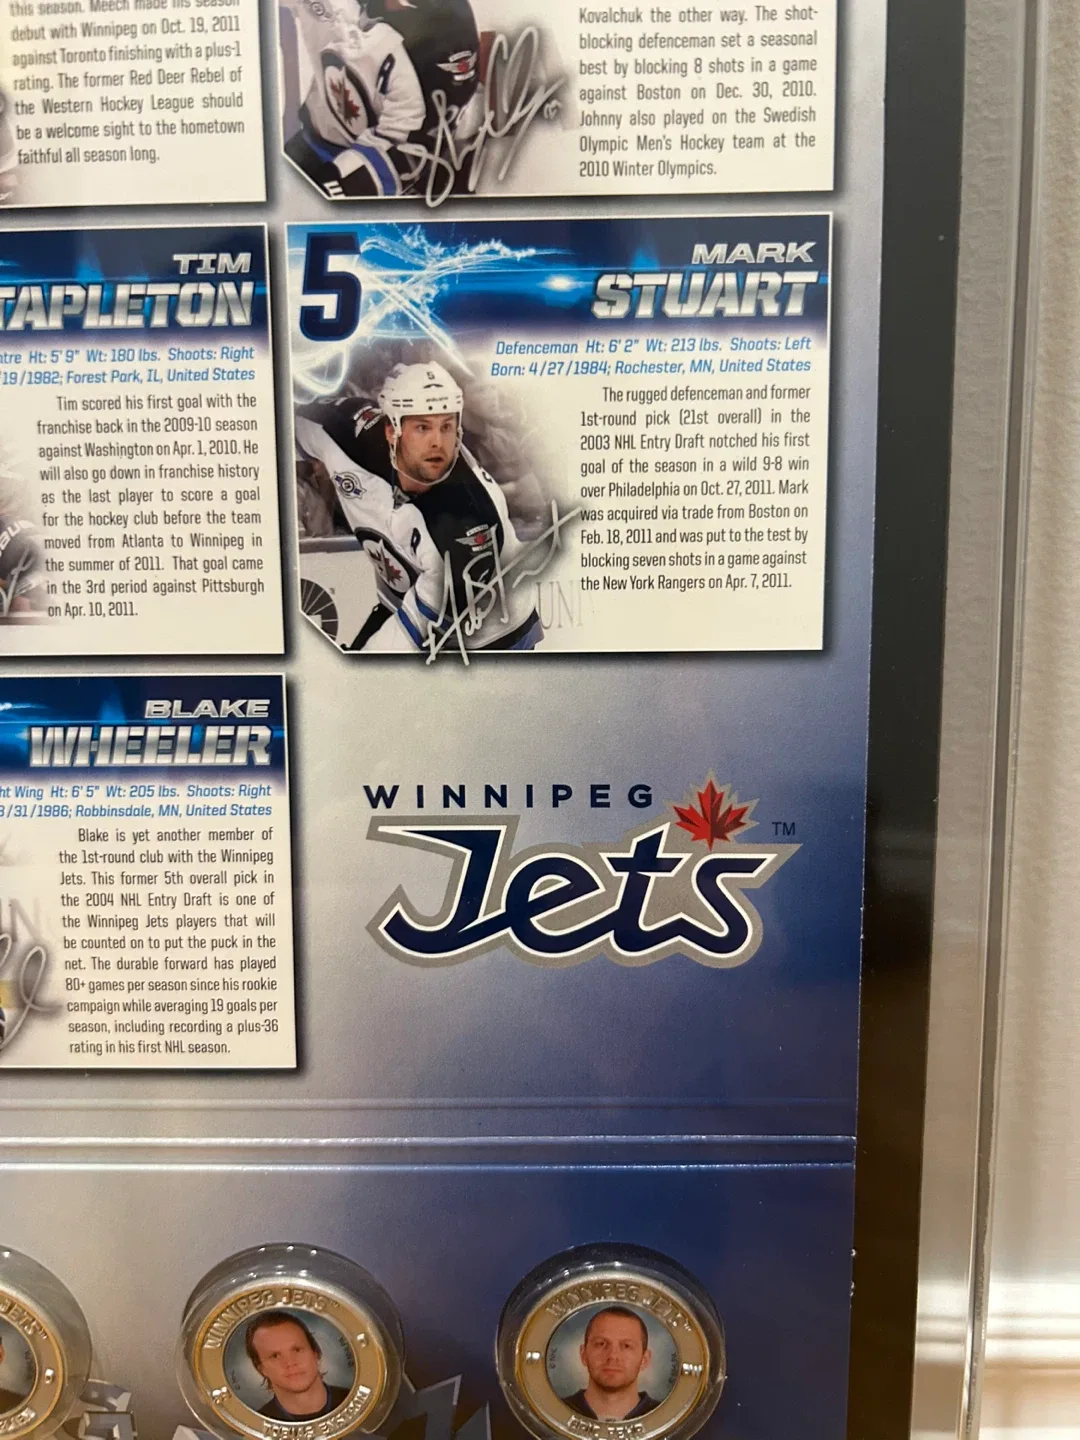 this season. Meech made his season
debut with Winnipeg on Oct. 19, 2011
against Toronto finishing with a plus-1
rating. The former Red Deer Rebel of
the Western Hockey League should
be a welcome sight to the hometown
faithful all season long.
Kovalchuk the other way. The shot-
blocking defenceman set a seasonal
best by blocking 8 shots in a game
against Boston on Dec. 30, 2010.
Johnny also played on the Swedish
Olympic Men's Hockey team at the
2010 Winter Olympics.
TIM
TAPLETON
ntre Ht: 5' 9" Wt: 180 lbs. Shoots: Right
/19/1982; Forest Park, IL, United States
Tim scored his first goal with the
franchise back in the 2009-10 season
against Washington on Apr. 1, 2010. He
will also go down in franchise history
as the last player to score a goal
for the hockey club before the team
moved from Atlanta to Winnipeg in
the summer of 2011. That goal came
in the 3rd period against Pittsburgh
on Apr. 10, 2011.
5
MARK
STUART
Defenceman Ht: 6' 2" Wt: 213 lbs. Shoots: Left
Born: 4/27/1984; Rochester, MN, United States
The rugged defenceman and former
1st-round pick (21st overall) in the
2003 NHL Entry Draft notched his first
goal of the season in a wild 9-8 win
over Philadelphia on Oct. 27, 2011. Mark
was acquired via trade from Boston on
Feb. 18, 2011 and was put to the test by
blocking seven shots in a game against
the New York Rangers on Apr. 7, 2011.
BLAKE
WHEELER
ht Wing Ht: 6' 5" Wt: 205 lbs. Shoots: Right
8/31/1986; Robbinsdale, MN, United States
Blake is yet another member of
the 1st-round club with the Winnipeg
Jets. This former 5th overall pick in
the 2004 NHL Entry Draft is one of
the Winnipeg Jets players that will
be counted on to put the puck in the
net. The durable forward has played
80+ games per season since his rookie
campaign while averaging 19 goals per
season, including recording a plus-36
rating in his first NHL season.
WINNIPEG
Jets TM
WINNIPEG JETS
TOBIAS ENSTROM
WINNIPEG JETS
ERIC FEHR